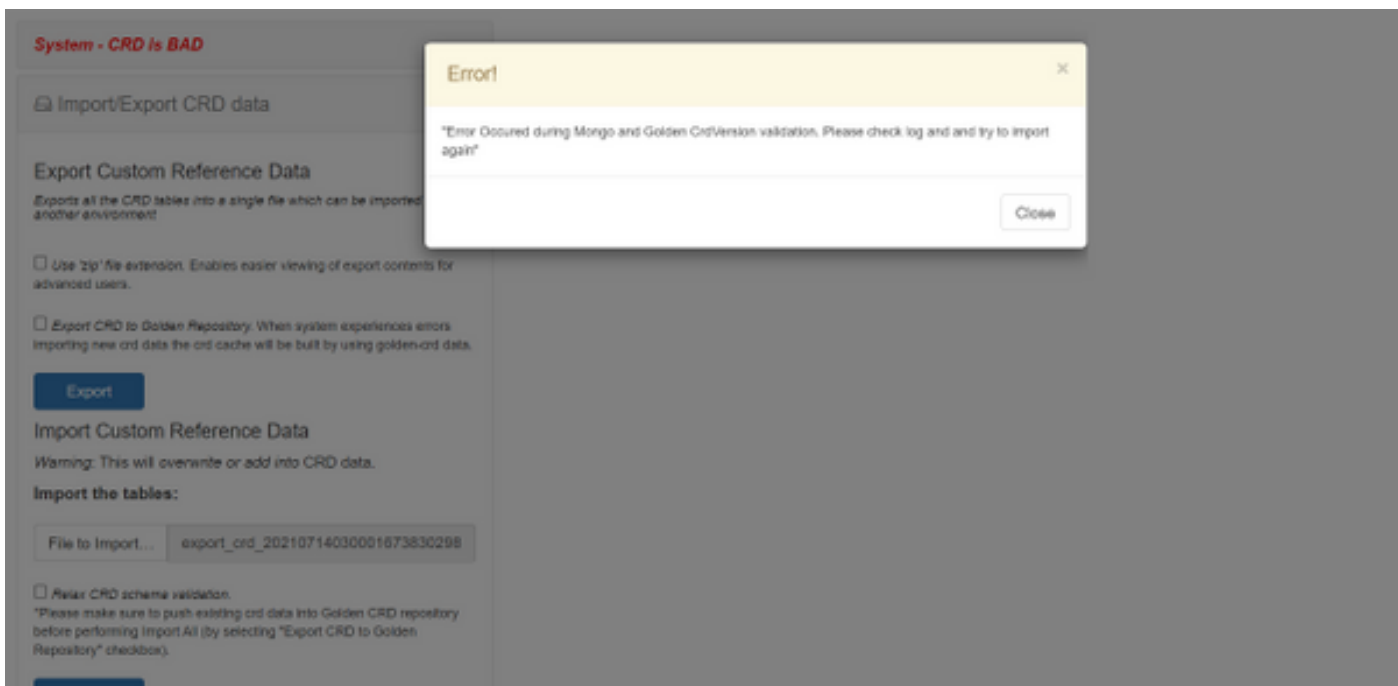 System - CRD is BAD
Error!
×
Import/Export CRD data
"Error Occured during Mongo and Golden CrdVersion validation. Please check log and and try to import
again"
Export Custom Reference Data
Exports all the CRD tables into a single file which can be imported
another environment
Close
Use 'zip' file extension. Enables easier viewing of export contents for
advanced users.
Export CRD to Golden Repository. When system experiences errors
importing new crd data the crd cache will be built by using golden-crd data.
Export
Import Custom Reference Data
Warning: This will overwrite or add into CRD data.
Import the tables:
File to Import... export_crd_20210714030001673830298
Relax CRD schema validation.
"Please make sure to push existing crd data into Golden CRD repository
before performing Import All (by selecting "Export CRD to Golden
Repository" checkbox).